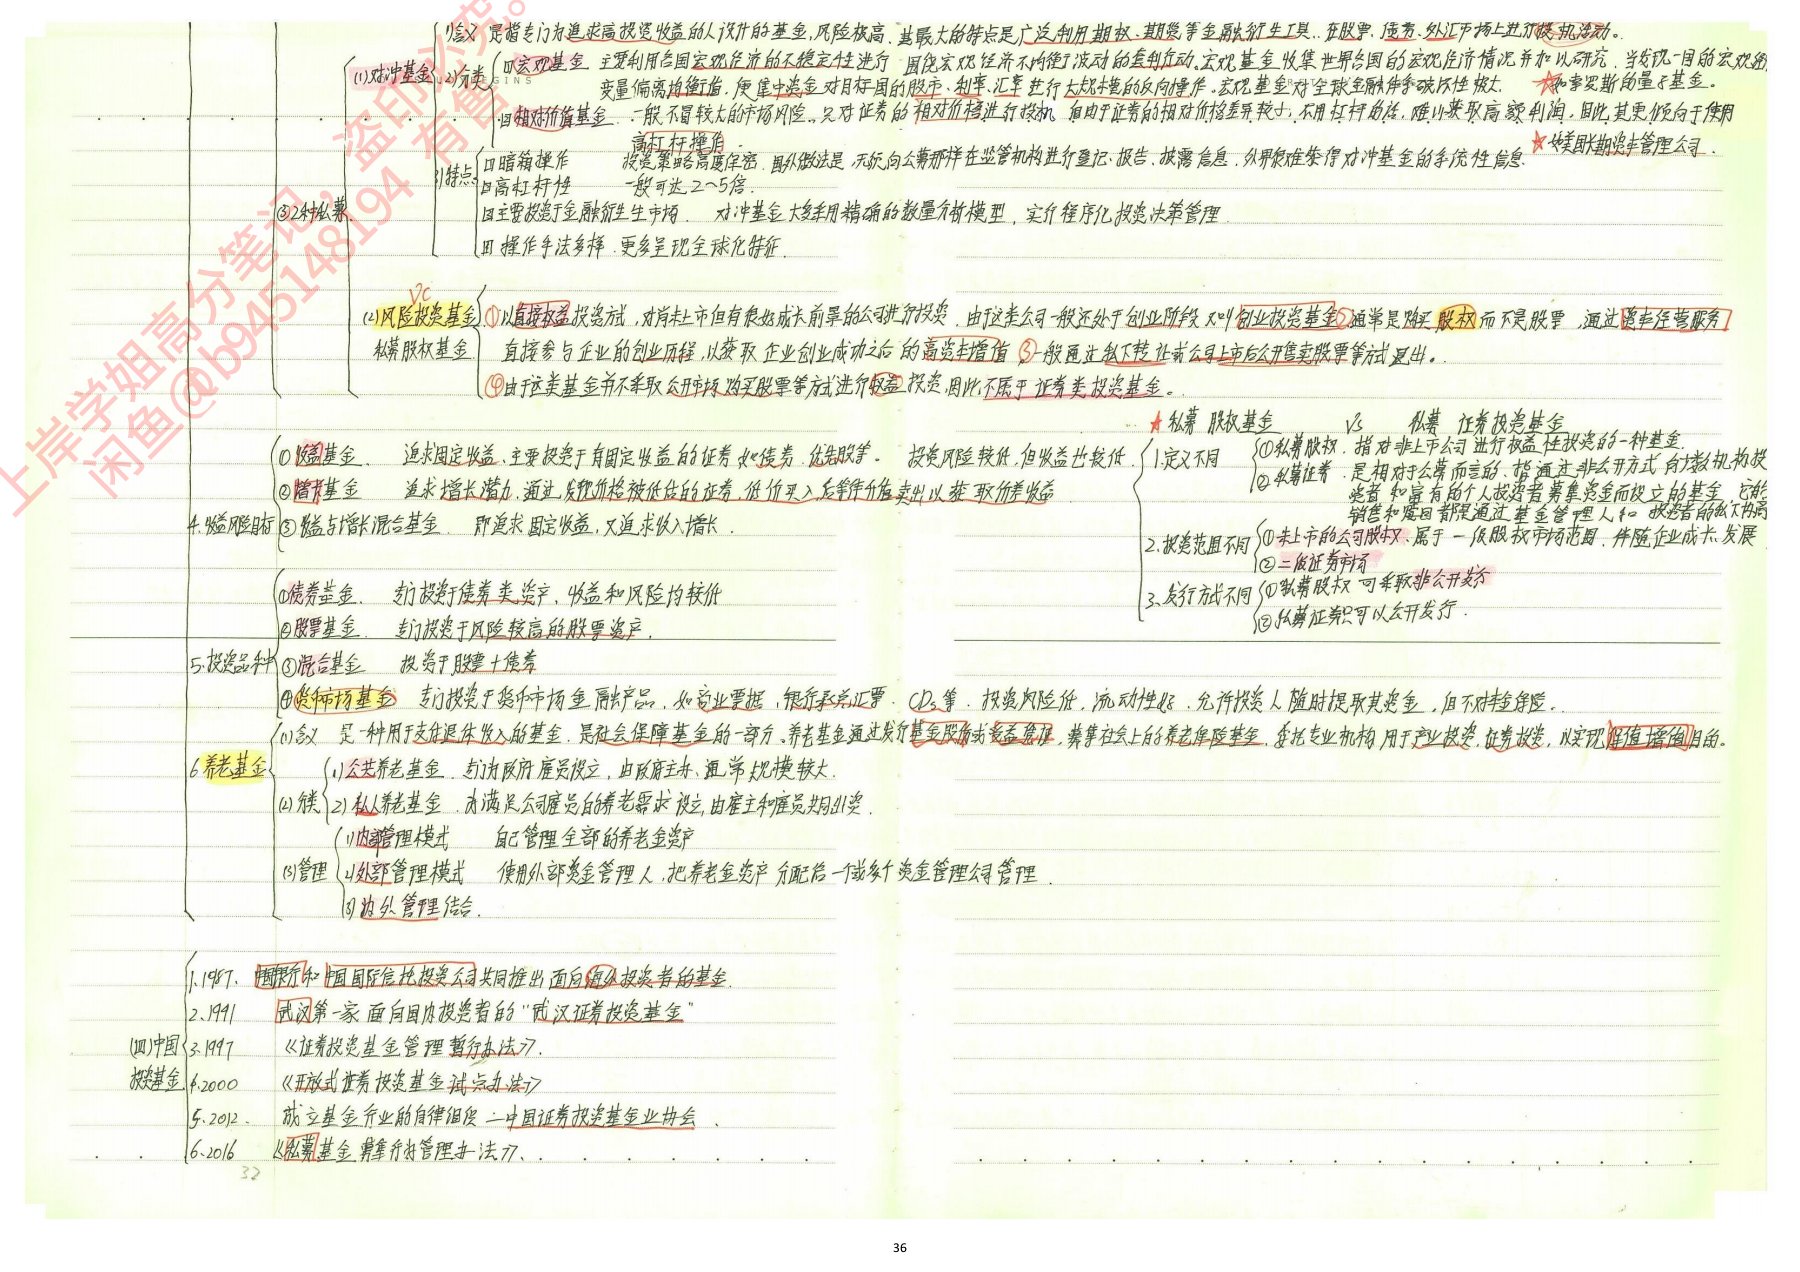 1)含义 是指专门为追求高投资收益的人设计的基金,风险极高.其最大的特点是广泛利用期权、期货等金融衍生工具.在股票、债券、外汇市场上进行投机活动。
(1)对冲基金 2)分类 ①宏观基金 主要利用各国宏观经济的不稳定性进行 围绕宏观经济不均衡波动的套利行动。宏观基金收集世界各国的宏观经济情况并加以研究.当发现一国的宏观经
变量偏离均衡值.便集中资金对目标国的股市、利率、汇率进行大规模的反向操作.宏观基金对全球金融体系破坏性极大. ★如索罗斯的量子基金。
②相对价值基金 一般不冒较大的市场风险.只对证券的相对价格进行投机.但由于证券的相对价格差异较小,不用杠杆的话,难以获取高额利润.因此,其更倾向于使用
高杠杆操作. ★如美国长期资本管理公司.
3)特点 ①暗箱操作 投资策略高度保密.国外做法是.无须向公募那样在监管机构进行登记、报告、披露信息.外界很难获得对冲基金的系统性信息.
②高杠杆性 一般可达2~5倍.
③2种私募
③主要投资于金融衍生市场. 对冲基金大多采用精确的数量分析模型,实行程序化投资决策管理.
④操作手法多样.更多呈现全球化特征.
VC
(2)风险投资基金 ①以直接权益投资方式,对尚未上市但有很好成长前景的公司进行投资.由于这类公司一般还处于创业阶段又叫创业投资基金②通常是购买股权而不是股票,通过资本经营服务
私募股权基金 直接参与企业的创业历程,以获取企业创业成功之后的高资本增值③一般通过私下转让或公司上市后公开售卖股票等方式退出。
④由于这类基金并不采取公开市场购买股票等方式进行权益投资,因此不属于证券类投资基金。
★私募股权基金 VS 私募证券投资基金
①收益基金. 追求固定收益、主要投资于有固定收益的证券.如债券.优先股等。投资风险较低,但收益也较低.
②增长基金 追求增长潜力.通过发现价格被低估的证券,低价买入后等待升值卖出以获取价差收益
4.收益风险目标 ③收益与增长混合基金. 即追求固定收益,又追求收入增长.
1.定义不同 ①私募股权.指对非上市公司进行权益性投资的一种基金.
②私募证券.是相对于公募而言的.指通过非公开方式向少数机构投
资者和富有的个人投资者募集资金而设立的基金.它的
销售和赎回都是通过基金管理人和投资者的私下协商
2.投资范围不同 ①未上市的公司股权、属于一级股权市场范围.伴随企业成长、发展
②二级证券市场
3.发行方式不同 ①私募股权可采取非公开发行
②私募证券只可以公开发行.
①债券基金. 专门投资于债券类资产、收益和风险均较低
②股票基金. 专门投资于风险较高的股票资产.
5.投资品种 ③混合基金 投资于股票+债券
④货币市场基金 专门投资于货币市场金融产品,如商业票据、银行承兑汇票、CDs等.投资风险低,流动性好.允许投资人随时提取其资金,但不对本金保险。
(1)含义 是一种用于支付退休收入的基金.是社会保障基金的一部分。养老基金通过发行基金股份或受益凭证,募集社会上的养老保险基金,委托专业机构用于产业投资,证券投资,以实现保值增值目的。
6.养老基金 1)公共养老基金.专门为政府雇员设立,由政府主办、通常规模较大.
(2)分类 2)私人养老基金.为满足公司雇员的养老需求设立,由雇主和雇员共同出资.
1)内部管理模式 自己管理全部的养老金资产
(3)管理 2)外部管理模式 使用外部资金管理人,把养老金资产分配给一个或多个资金管理公司管理.
3)内外管理结合.
1.1987、中国银行和中国国际信托投资公司共同推出面向海外投资者的基金.
2.1991 武汉第一家面向国内投资者的“武汉证券投资基金”
(四)中国 3.1997 《证券投资基金管理暂行办法》.
投资基金 4.2000 《开放式证券投资基金试点办法》
5.2012. 成立基金行业的自律组织——中国证券投资基金业协会.
6.2016 《私募基金募集行为管理办法》、
32
上岸学姐高分笔记,盗印必究。
闲鱼@b945148194有售
36